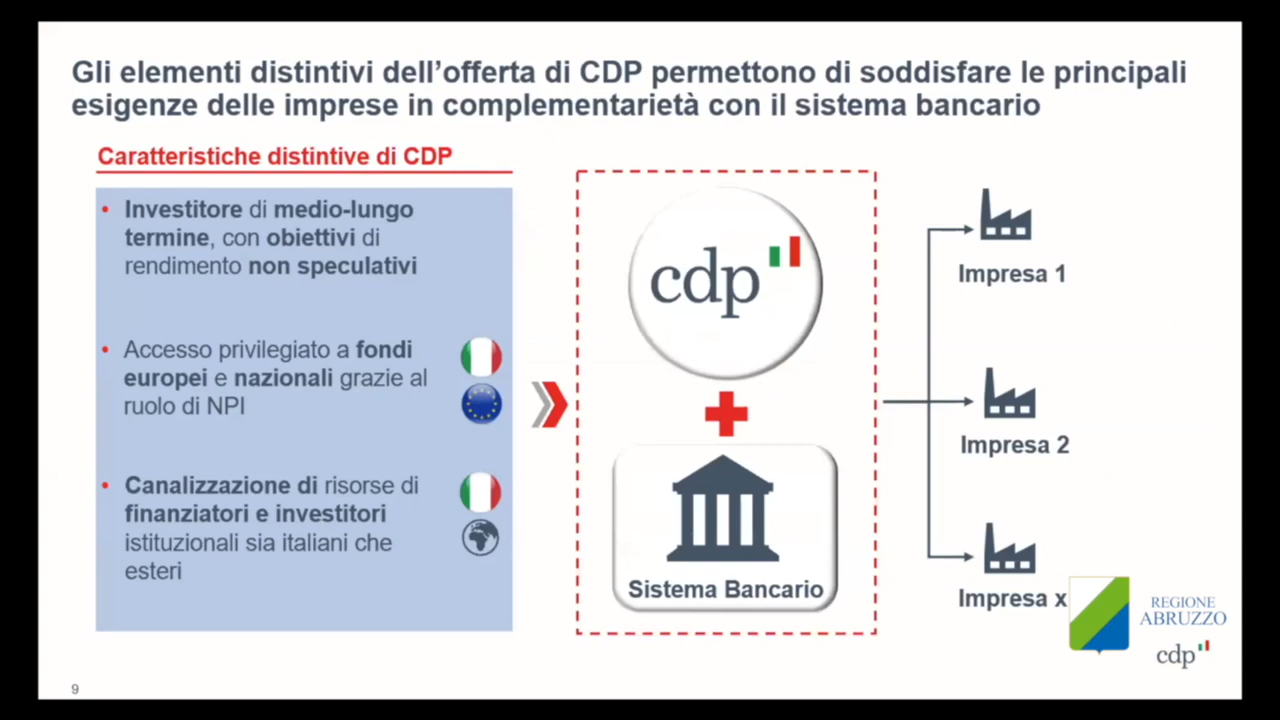 Gli elementi distintivi dell’offerta di CDP permettono di soddisfare le principali
esigenze delle imprese in complementarietà con il sistema bancario
Caratteristiche distintive di CDP
• Investitore di medio-lungo
termine, con obiettivi di
rendimento non speculativi
• Accesso privilegiato a fondi
europei e nazionali grazie al
ruolo di NPI
• Canalizzazione di risorse di
finanziatori e investitori
istituzionali sia italiani che
esteri
cdp
Sistema Bancario
Impresa 1
Impresa 2
Impresa x
REGIONE
ABRUZZO
cdp
9